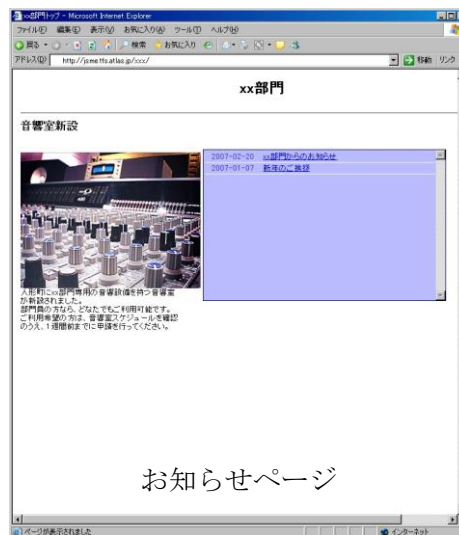 xx部門トップ - Microsoft Internet Explorer
ファイル(F) 編集(E) 表示(V) お気に入り(A) ツール(T) ヘルプ(H)
戻る 検索 お気に入り
アドレス(D) http://jsme.tfs.atlas.jp/xxx/ 移動 リンク
xx部門
音響室新設
2007-02-20 xx部門からのお知らせ
2007-01-07 新年のご挨拶
人形町にxx部門専用の音響設備を持つ音響室
が新設されました。
部門員の方なら、どなたでもご利用可能です。
ご利用希望の方は、音響室スケジュールを確認
のうえ、1週間前までに申請を行ってください。
お知らせページ
ページが表示されました インターネット